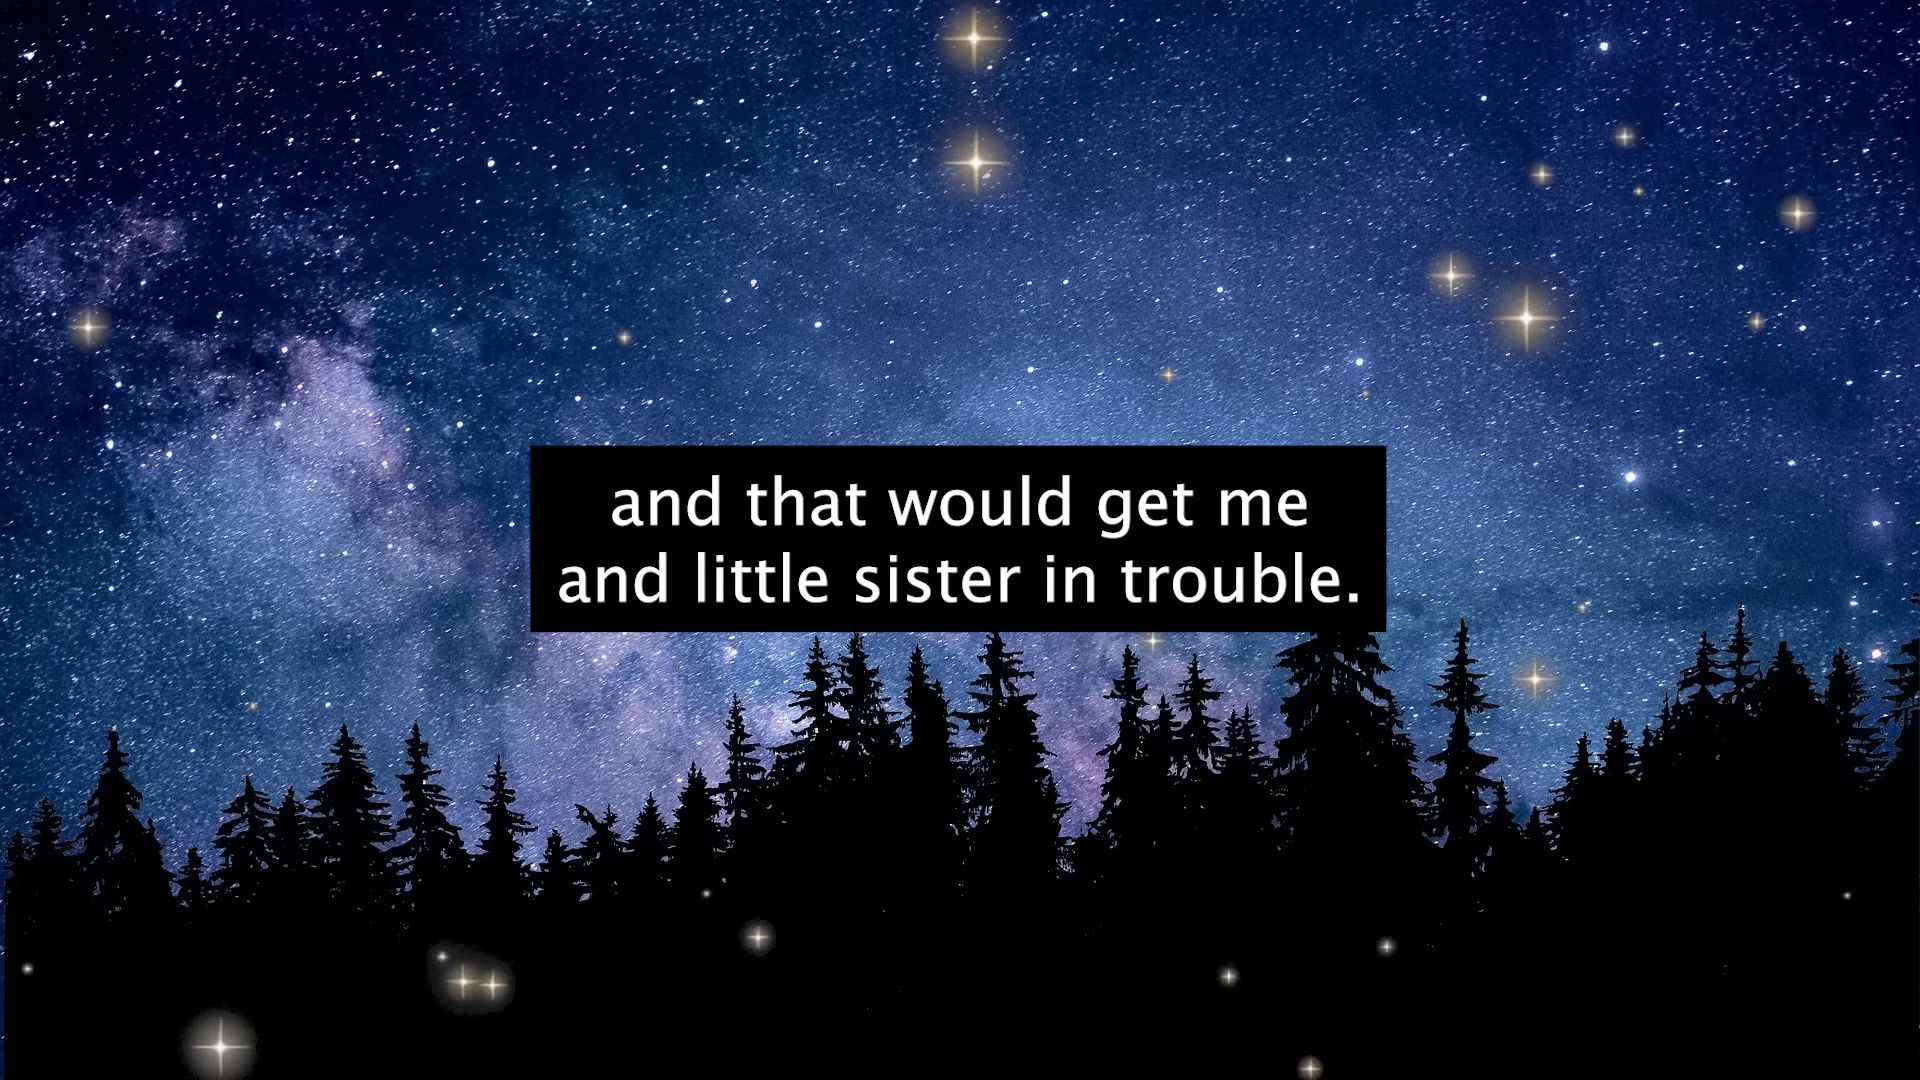 and that would get me
and little sister in trouble.